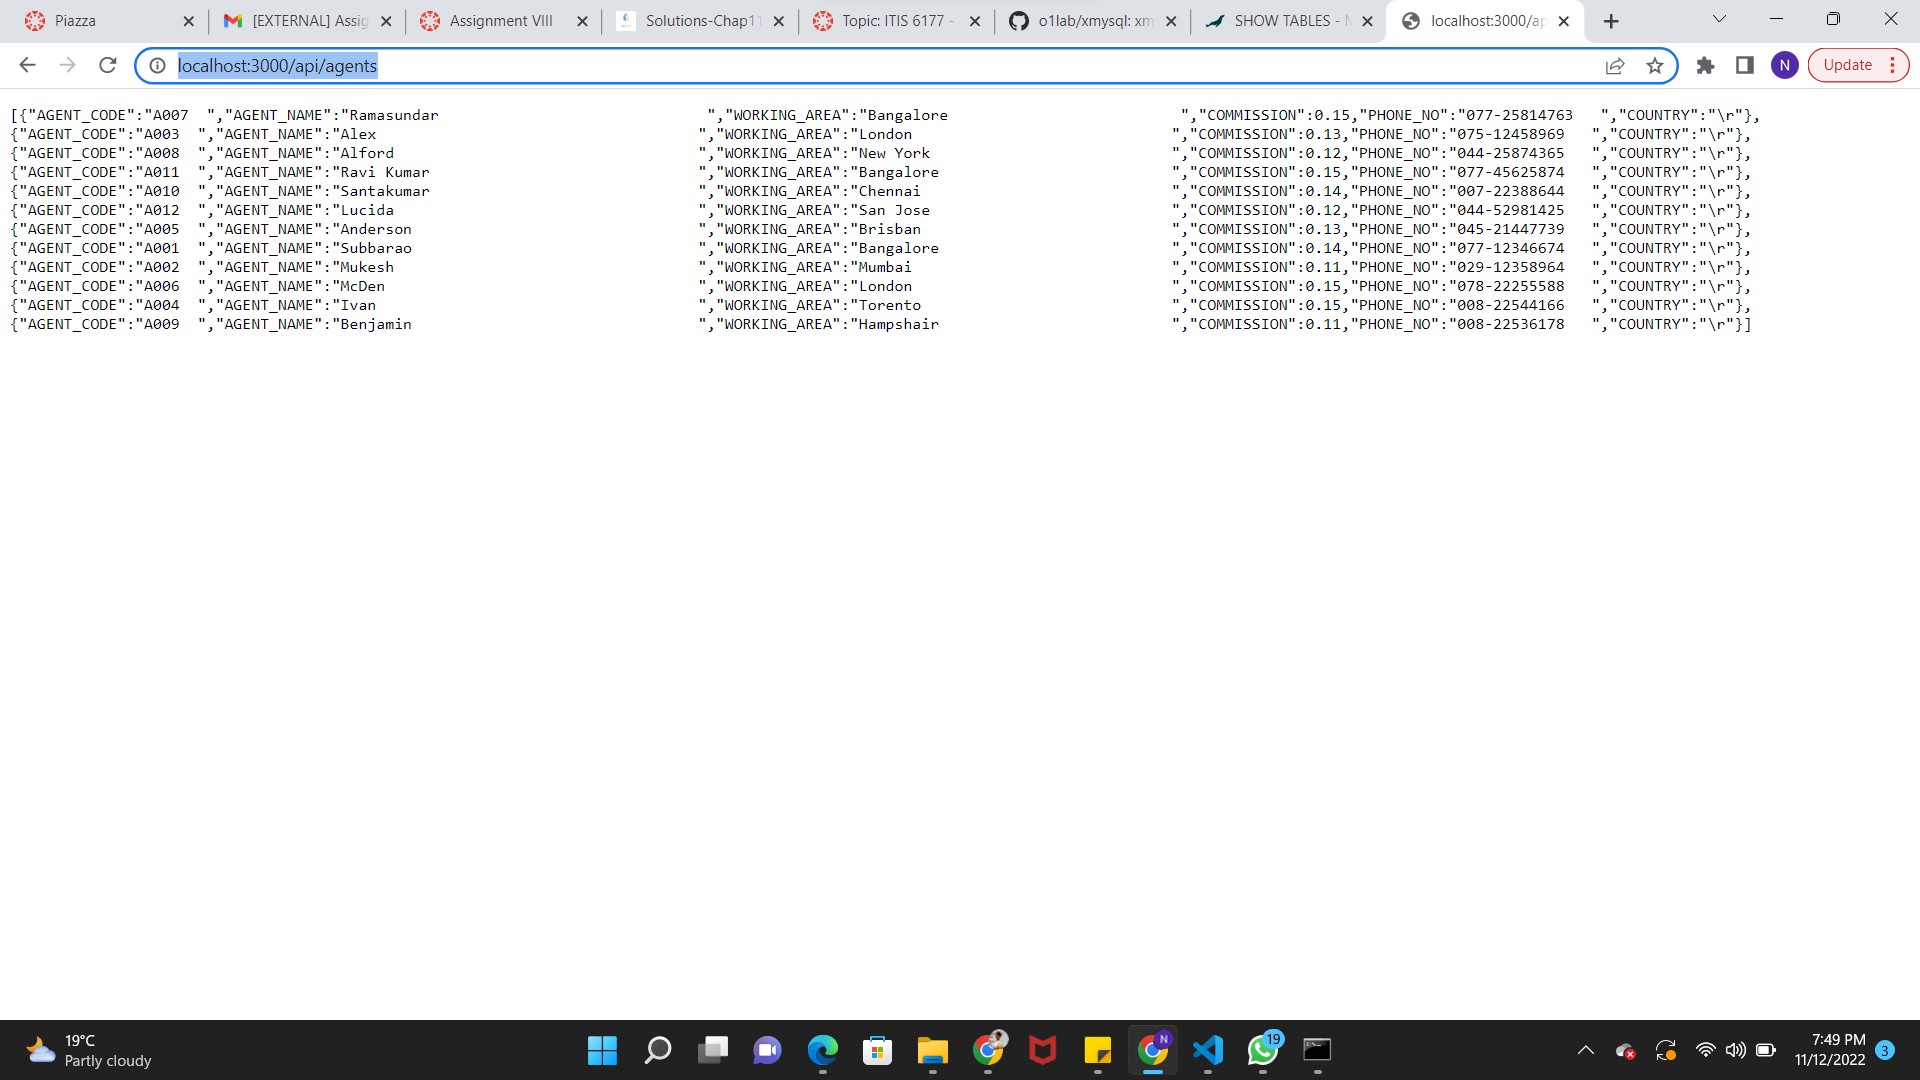 Piazza
[EXTERNAL] Assig
Assignment VIII
Solutions-Chap11
Topic: ITIS 6177 -
o1lab/xmysql: xm
SHOW TABLES - M
localhost:3000/ap
localhost:3000/api/agents
N
Update
[{"AGENT_CODE":"A007  ","AGENT_NAME":"Ramasundar                              ","WORKING_AREA":"Bangalore                          ","COMMISSION":0.15,"PHONE_NO":"077-25814763   ","COUNTRY":"\r"},
{"AGENT_CODE":"A003  ","AGENT_NAME":"Alex                                    ","WORKING_AREA":"London                             ","COMMISSION":0.13,"PHONE_NO":"075-12458969   ","COUNTRY":"\r"},
{"AGENT_CODE":"A008  ","AGENT_NAME":"Alford                                  ","WORKING_AREA":"New York                           ","COMMISSION":0.12,"PHONE_NO":"044-25874365   ","COUNTRY":"\r"},
{"AGENT_CODE":"A011  ","AGENT_NAME":"Ravi Kumar                              ","WORKING_AREA":"Bangalore                          ","COMMISSION":0.15,"PHONE_NO":"077-45625874   ","COUNTRY":"\r"},
{"AGENT_CODE":"A010  ","AGENT_NAME":"Santakumar                              ","WORKING_AREA":"Chennai                            ","COMMISSION":0.14,"PHONE_NO":"007-22388644   ","COUNTRY":"\r"},
{"AGENT_CODE":"A012  ","AGENT_NAME":"Lucida                                  ","WORKING_AREA":"San Jose                           ","COMMISSION":0.12,"PHONE_NO":"044-52981425   ","COUNTRY":"\r"},
{"AGENT_CODE":"A005  ","AGENT_NAME":"Anderson                                ","WORKING_AREA":"Brisban                            ","COMMISSION":0.13,"PHONE_NO":"045-21447739   ","COUNTRY":"\r"},
{"AGENT_CODE":"A001  ","AGENT_NAME":"Subbarao                                ","WORKING_AREA":"Bangalore                          ","COMMISSION":0.14,"PHONE_NO":"077-12346674   ","COUNTRY":"\r"},
{"AGENT_CODE":"A002  ","AGENT_NAME":"Mukesh                                  ","WORKING_AREA":"Mumbai                             ","COMMISSION":0.11,"PHONE_NO":"029-12358964   ","COUNTRY":"\r"},
{"AGENT_CODE":"A006  ","AGENT_NAME":"McDen                                   ","WORKING_AREA":"London                             ","COMMISSION":0.15,"PHONE_NO":"078-22255588   ","COUNTRY":"\r"},
{"AGENT_CODE":"A004  ","AGENT_NAME":"Ivan                                    ","WORKING_AREA":"Torento                            ","COMMISSION":0.15,"PHONE_NO":"008-22544166   ","COUNTRY":"\r"},
{"AGENT_CODE":"A009  ","AGENT_NAME":"Benjamin                                ","WORKING_AREA":"Hampshair                          ","COMMISSION":0.11,"PHONE_NO":"008-22536178   ","COUNTRY":"\r"}]
19°C
Partly cloudy
N
19
7:49 PM
11/12/2022
3